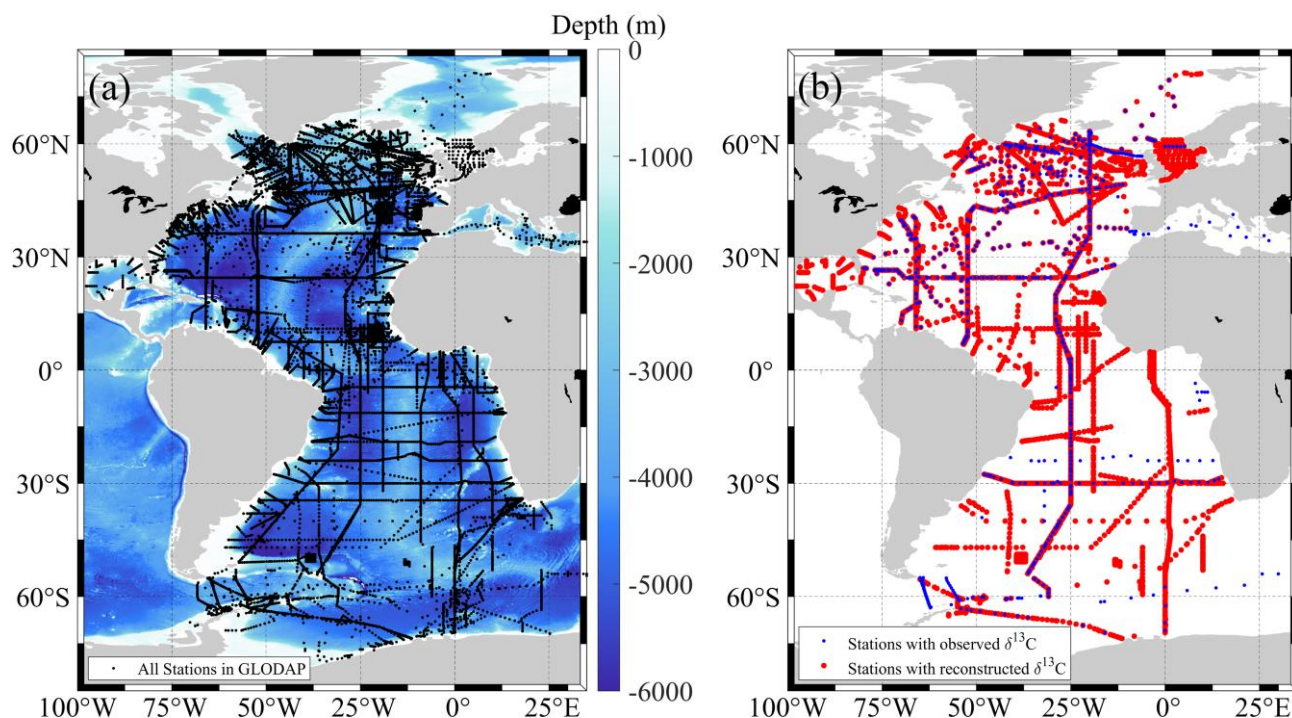 Depth (m)
(a)
60°N
30°N
0°
30°S
60°S
100°W 75°W 50°W 25°W 0° 25°E
All Stations in GLODAP
0
-1000
-2000
-3000
-4000
-5000
-6000
(b)
60°N
30°N
0°
30°S
60°S
100°W 75°W 50°W 25°W 0° 25°E
Stations with observed δ¹³C
Stations with reconstructed δ¹³C